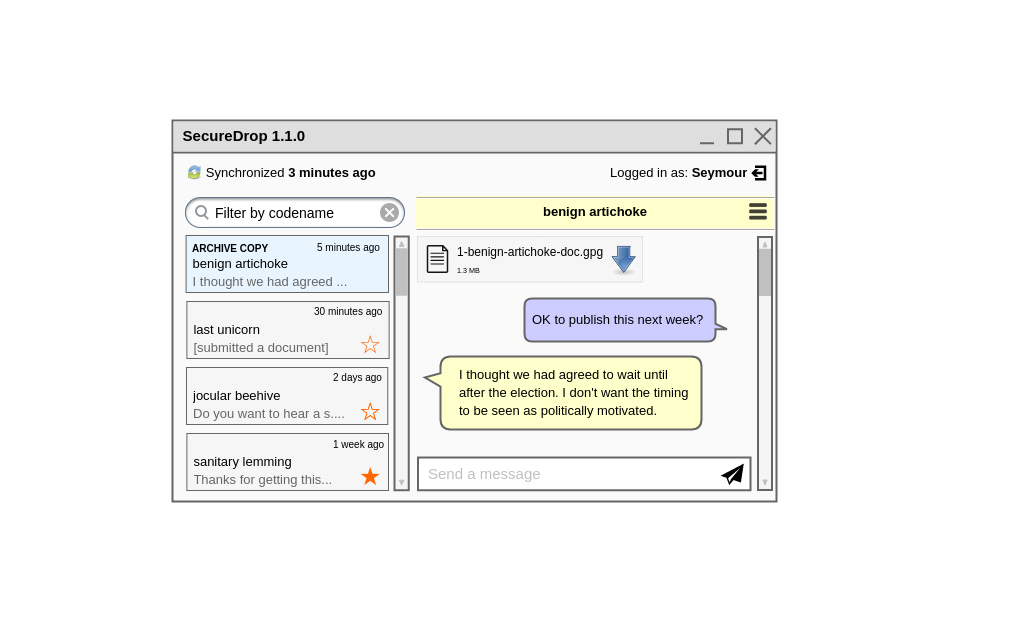 SecureDrop 1.1.0
Synchronized 3 minutes ago
Logged in as: Seymour
Filter by codename
ARCHIVE COPY 5 minutes ago
benign artichoke
I thought we had agreed ...
30 minutes ago
last unicorn
[submitted a document]
2 days ago
jocular beehive
Do you want to hear a s....
1 week ago
sanitary lemming
Thanks for getting this...
benign artichoke
1-benign-artichoke-doc.gpg
1.3 MB
OK to publish this next week?
I thought we had agreed to wait until
after the election. I don't want the timing
to be seen as politically motivated.
Send a message